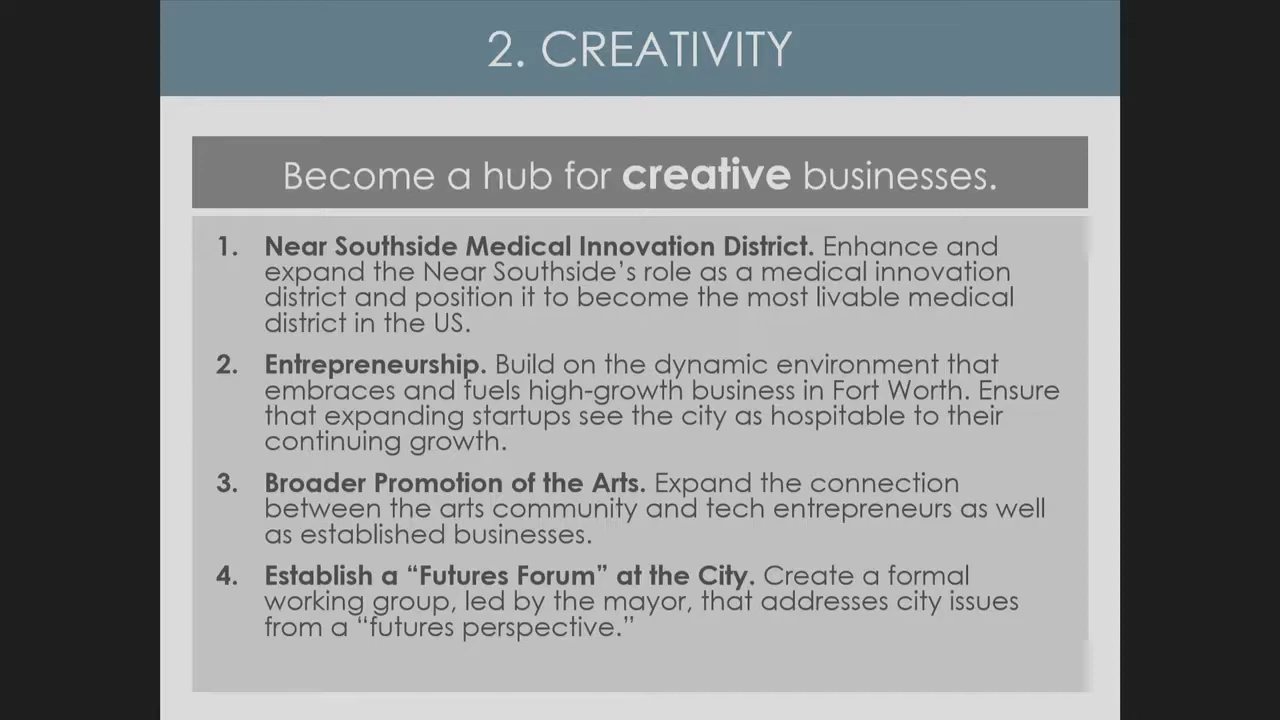 2. CREATIVITY
Become a hub for creative businesses.
1. Near Southside Medical Innovation District. Enhance and
expand the Near Southside’s role as a medical innovation
district and position it to become the most livable medical
district in the US.
2. Entrepreneurship. Build on the dynamic environment that
embraces and fuels high-growth business in Fort Worth. Ensure
that expanding startups see the city as hospitable to their
continuing growth.
3. Broader Promotion of the Arts. Expand the connection
between the arts community and tech entrepreneurs as well
as established businesses.
4. Establish a “Futures Forum” at the City. Create a formal
working group, led by the mayor, that addresses city issues
from a “futures perspective.”